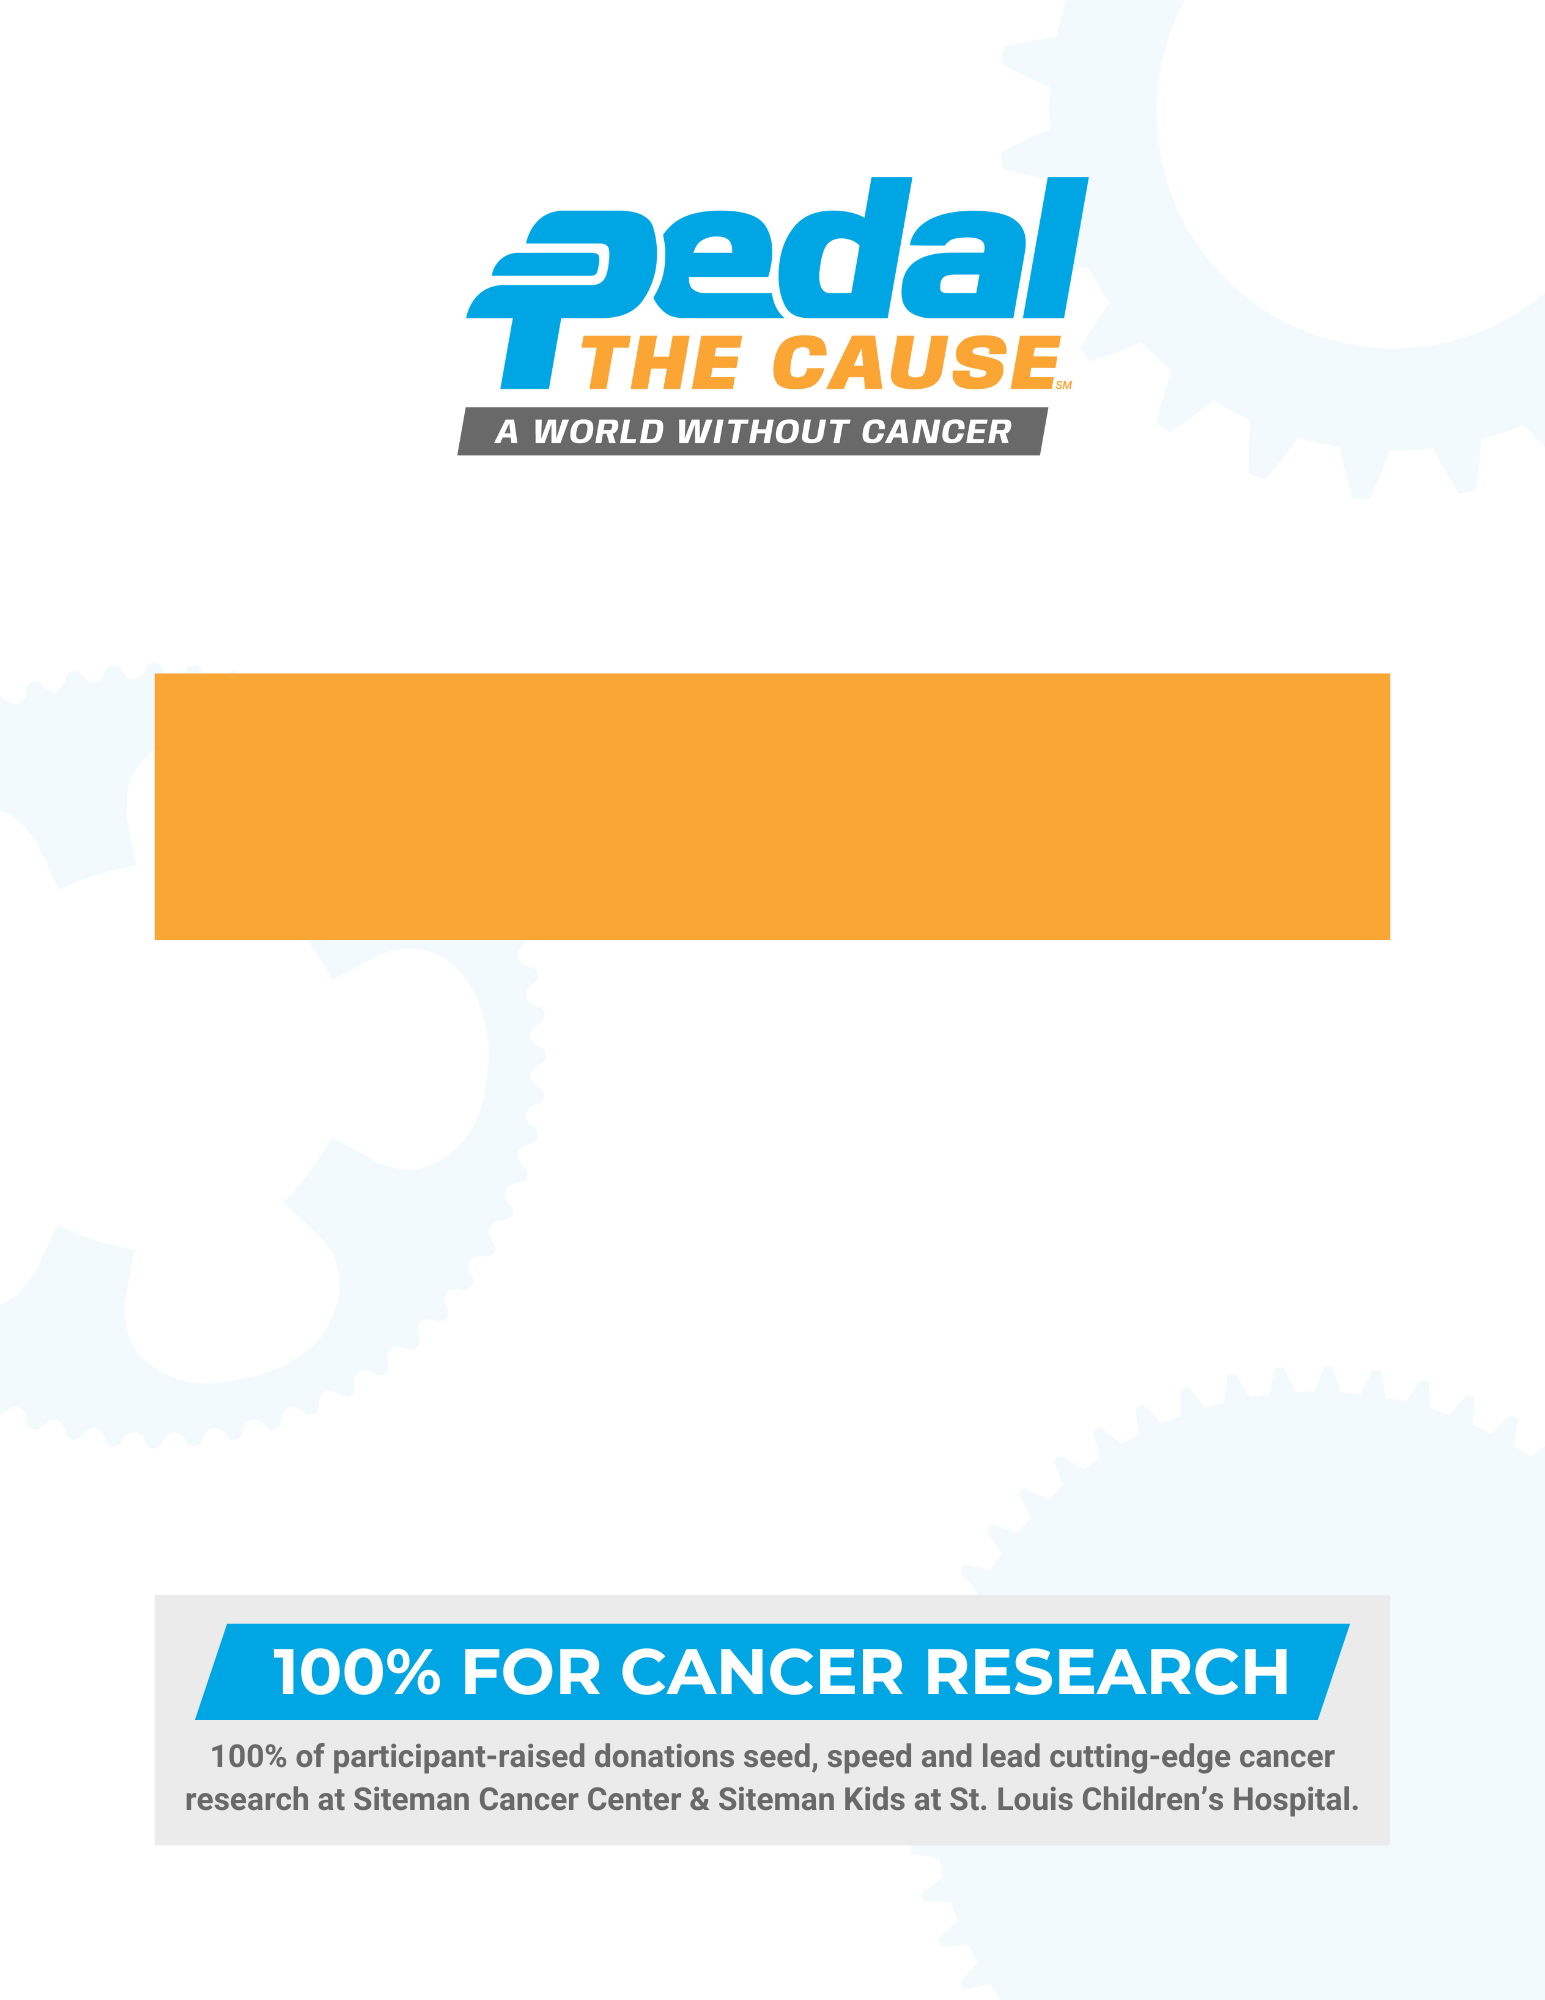 Pedal
THE CAUSE SM
A WORLD WITHOUT CANCER
100% FOR CANCER RESEARCH
100% of participant-raised donations seed, speed and lead cutting-edge cancer
research at Siteman Cancer Center & Siteman Kids at St. Louis Children’s Hospital.